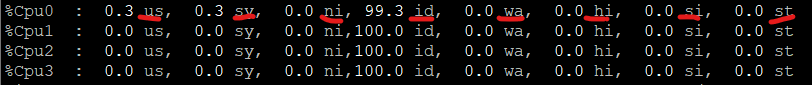 %Cpu0  :  0.3 us,  0.3 sy,  0.0 ni, 99.3 id,  0.0 wa,  0.0 hi,  0.0 si,  0.0 st
%Cpu1  :  0.0 us,  0.0 sy,  0.0 ni,100.0 id,  0.0 wa,  0.0 hi,  0.0 si,  0.0 st
%Cpu2  :  0.0 us,  0.0 sy,  0.0 ni,100.0 id,  0.0 wa,  0.0 hi,  0.0 si,  0.0 st
%Cpu3  :  0.0 us,  0.0 sy,  0.0 ni,100.0 id,  0.0 wa,  0.0 hi,  0.0 si,  0.0 st